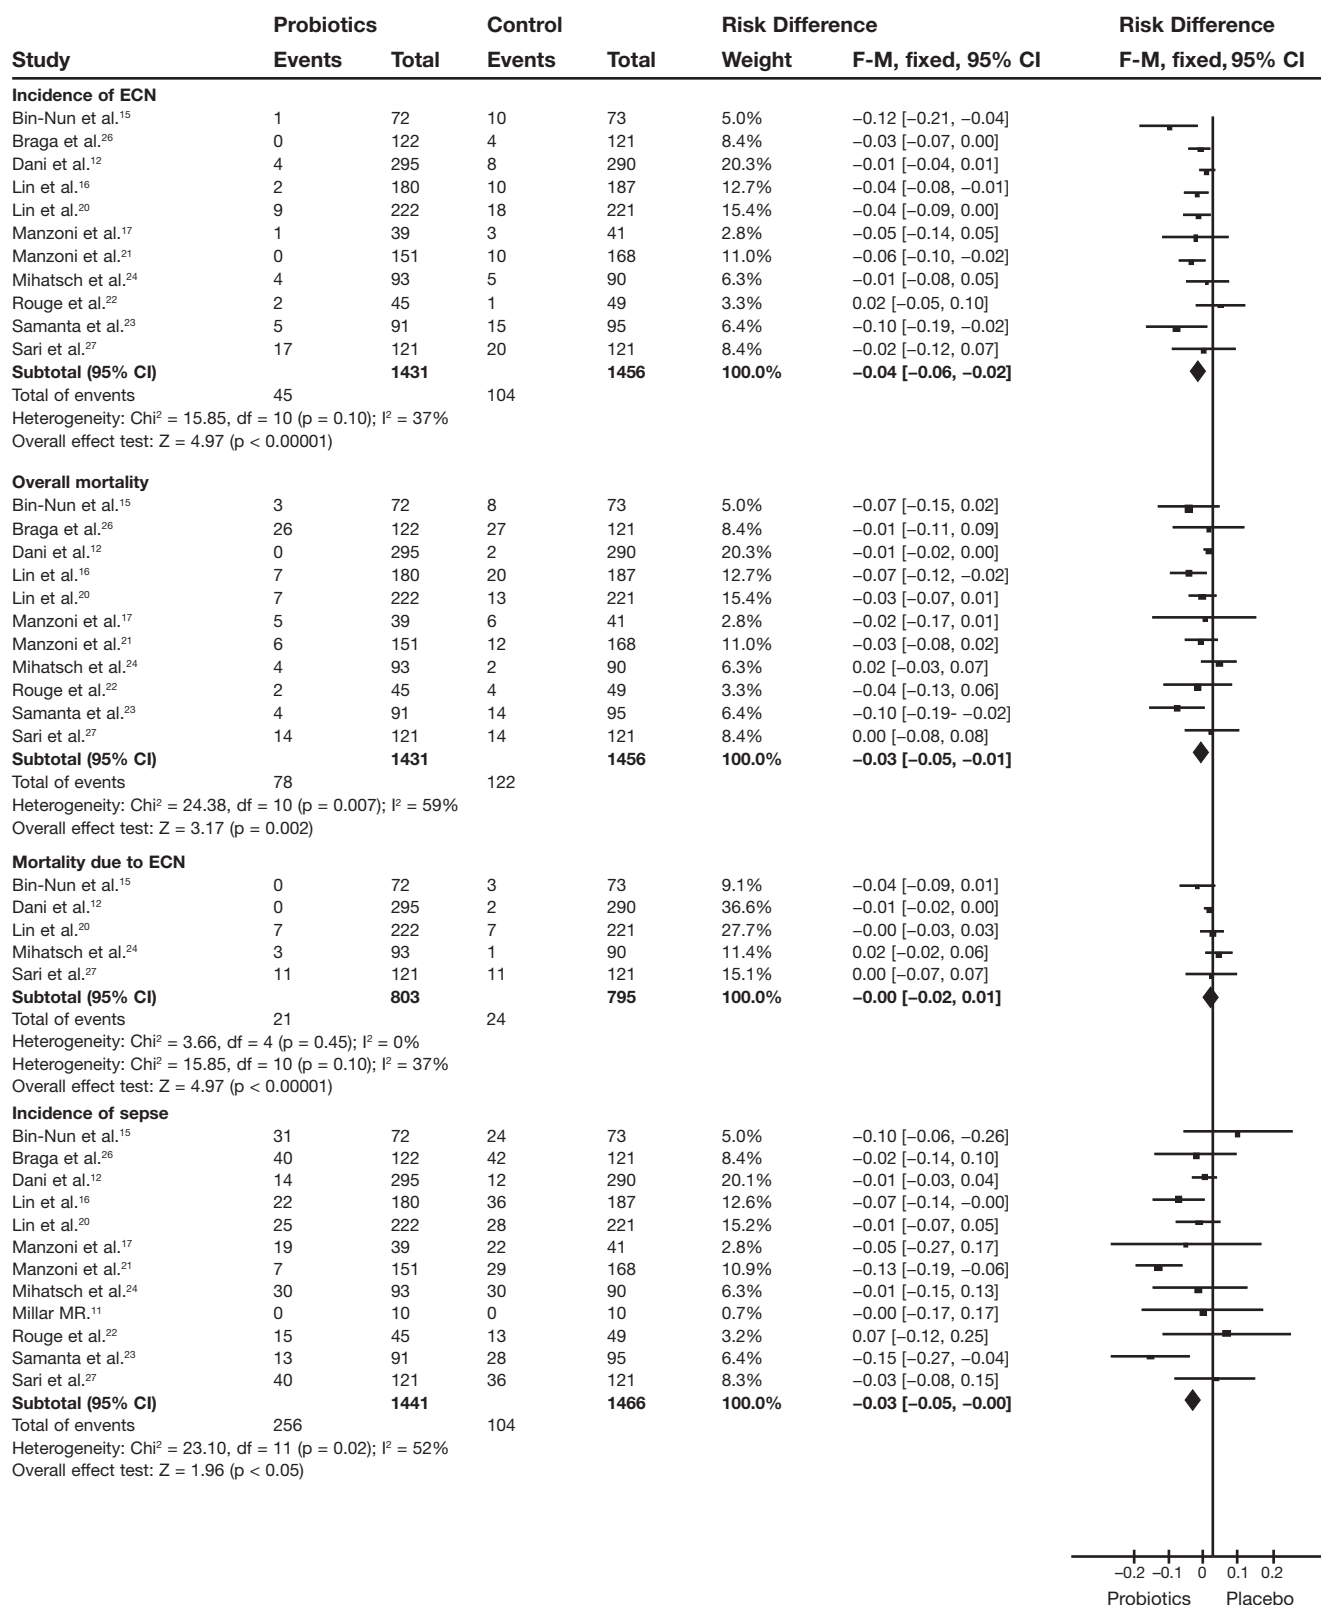 Probiotics Control Risk Difference Risk Difference
Study Events Total Events Total Weight F-M, fixed, 95% CI F-M, fixed, 95% CI
Incidence of ECN
Bin-Nun et al.15 1 72 10 73 5.0% −0.12 [−0.21, −0.04]
Braga et al.26 0 122 4 121 8.4% −0.03 [−0.07, 0.00]
Dani et al.12 4 295 8 290 20.3% −0.01 [−0.04, 0.01]
Lin et al.16 2 180 10 187 12.7% −0.04 [−0.08, −0.01]
Lin et al.20 9 222 18 221 15.4% −0.04 [−0.09, 0.00]
Manzoni et al.17 1 39 3 41 2.8% −0.05 [−0.14, 0.05]
Manzoni et al.21 0 151 10 168 11.0% −0.06 [−0.10, −0.02]
Mihatsch et al.24 4 93 5 90 6.3% −0.01 [−0.08, 0.05]
Rouge et al.22 2 45 1 49 3.3% 0.02 [−0.05, 0.10]
Samanta et al.23 5 91 15 95 6.4% −0.10 [−0.19, −0.02]
Sari et al.27 17 121 20 121 8.4% −0.02 [−0.12, 0.07]
Subtotal (95% CI) 1431 1456 100.0% −0.04 [−0.06, −0.02]
Total of envents 45 104
Heterogeneity: Chi² = 15.85, df = 10 (p = 0.10); I² = 37%
Overall effect test: Z = 4.97 (p < 0.00001)
Overall mortality
Bin-Nun et al.15 3 72 8 73 5.0% −0.07 [−0.15, 0.02]
Braga et al.26 26 122 27 121 8.4% −0.01 [−0.11, 0.09]
Dani et al.12 0 295 2 290 20.3% −0.01 [−0.02, 0.00]
Lin et al.16 7 180 20 187 12.7% −0.07 [−0.12, −0.02]
Lin et al.20 7 222 13 221 15.4% −0.03 [−0.07, 0.01]
Manzoni et al.17 5 39 6 41 2.8% −0.02 [−0.17, 0.01]
Manzoni et al.21 6 151 12 168 11.0% −0.03 [−0.08, 0.02]
Mihatsch et al.24 4 93 2 90 6.3% 0.02 [−0.03, 0.07]
Rouge et al.22 2 45 4 49 3.3% −0.04 [−0.13, 0.06]
Samanta et al.23 4 91 14 95 6.4% −0.10 [−0.19- −0.02]
Sari et al.27 14 121 14 121 8.4% 0.00 [−0.08, 0.08]
Subtotal (95% CI) 1431 1456 100.0% −0.03 [−0.05, −0.01]
Total of events 78 122
Heterogeneity: Chi² = 24.38, df = 10 (p = 0.007); I² = 59%
Overall effect test: Z = 3.17 (p = 0.002)
Mortality due to ECN
Bin-Nun et al.15 0 72 3 73 9.1% −0.04 [−0.09, 0.01]
Dani et al.12 0 295 2 290 36.6% −0.01 [−0.02, 0.00]
Lin et al.20 7 222 7 221 27.7% −0.00 [−0.03, 0.03]
Mihatsch et al.24 3 93 1 90 11.4% 0.02 [−0.02, 0.06]
Sari et al.27 11 121 11 121 15.1% 0.00 [−0.07, 0.07]
Subtotal (95% CI) 803 795 100.0% −0.00 [−0.02, 0.01]
Total of events 21 24
Heterogeneity: Chi² = 3.66, df = 4 (p = 0.45); I² = 0%
Heterogeneity: Chi² = 15.85, df = 10 (p = 0.10); I² = 37%
Overall effect test: Z = 4.97 (p < 0.00001)
Incidence of sepse
Bin-Nun et al.15 31 72 24 73 5.0% −0.10 [−0.06, −0.26]
Braga et al.26 40 122 42 121 8.4% −0.02 [−0.14, 0.10]
Dani et al.12 14 295 12 290 20.1% −0.01 [−0.03, 0.04]
Lin et al.16 22 180 36 187 12.6% −0.07 [−0.14, −0.00]
Lin et al.20 25 222 28 221 15.2% −0.01 [−0.07, 0.05]
Manzoni et al.17 19 39 22 41 2.8% −0.05 [−0.27, 0.17]
Manzoni et al.21 7 151 29 168 10.9% −0.13 [−0.19, −0.06]
Mihatsch et al.24 30 93 30 90 6.3% −0.01 [−0.15, 0.13]
Millar MR.11 0 10 0 10 0.7% −0.00 [−0.17, 0.17]
Rouge et al.22 15 45 13 49 3.2% 0.07 [−0.12, 0.25]
Samanta et al.23 13 91 28 95 6.4% −0.15 [−0.27, −0.04]
Sari et al.27 40 121 36 121 8.3% −0.03 [−0.08, 0.15]
Subtotal (95% CI) 1441 1466 100.0% −0.03 [−0.05, −0.00]
Total of envents 256 104
Heterogeneity: Chi² = 23.10, df = 11 (p = 0.02); I² = 52%
Overall effect test: Z = 1.96 (p < 0.05)
−0.2 −0.1 0 0.1 0.2
Probiotics Placebo